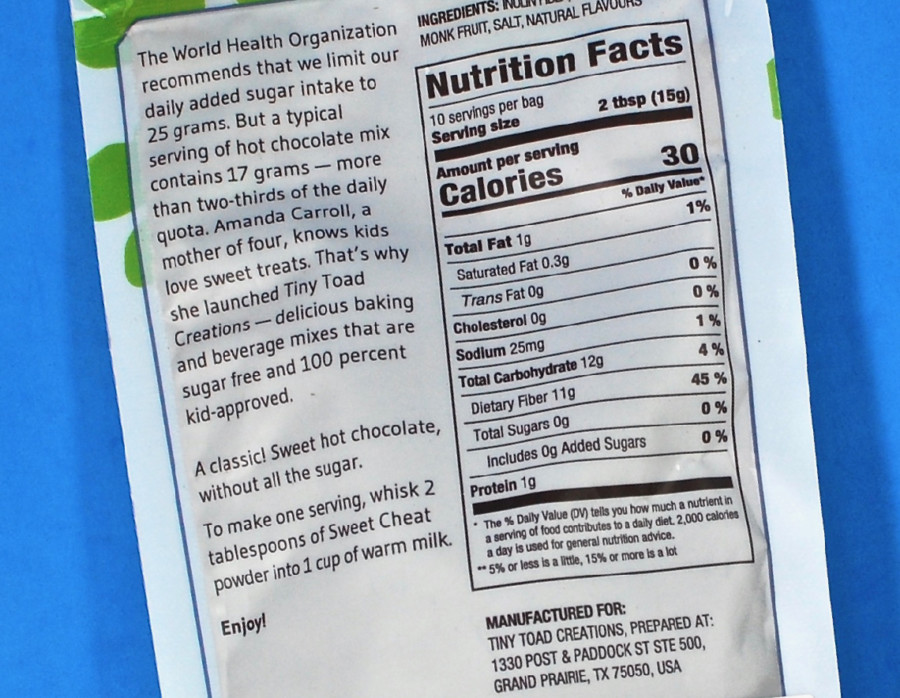 The World Health Organization
recommends that we limit our
daily added sugar intake to
25 grams. But a typical
serving of hot chocolate mix
contains 17 grams — more
than two-thirds of the daily
quota. Amanda Carroll, a
mother of four, knows kids
love sweet treats. That's why
she launched Tiny Toad
Creations — delicious baking
and beverage mixes that are
sugar free and 100 percent
kid-approved.
A classic! Sweet hot chocolate,
without all the sugar.
To make one serving, whisk 2
tablespoons of Sweet Cheat
powder into 1 cup of warm milk.
Enjoy!
INGREDIENTS:
MONK FRUIT, SALT, NATURAL FLAVOURS
Nutrition Facts
10 servings per bag
Serving size 2 tbsp (15g)
Amount per serving
Calories 30
% Daily Value*
1%
Total Fat 1g
Saturated Fat 0.3g 0 %
Trans Fat 0g 0 %
Cholesterol 0g 1 %
Sodium 25mg 4 %
Total Carbohydrate 12g 45 %
Dietary Fiber 11g 0 %
Total Sugars 0g 0 %
Includes 0g Added Sugars
Protein 1g
* The % Daily Value (DV) tells you how much a nutrient in
a serving of food contributes to a daily diet. 2,000 calories
a day is used for general nutrition advice.
** 5% or less is a little, 15% or more is a lot
MANUFACTURED FOR:
TINY TOAD CREATIONS, PREPARED AT:
1330 POST & PADDOCK ST STE 500,
GRAND PRAIRIE, TX 75050, USA